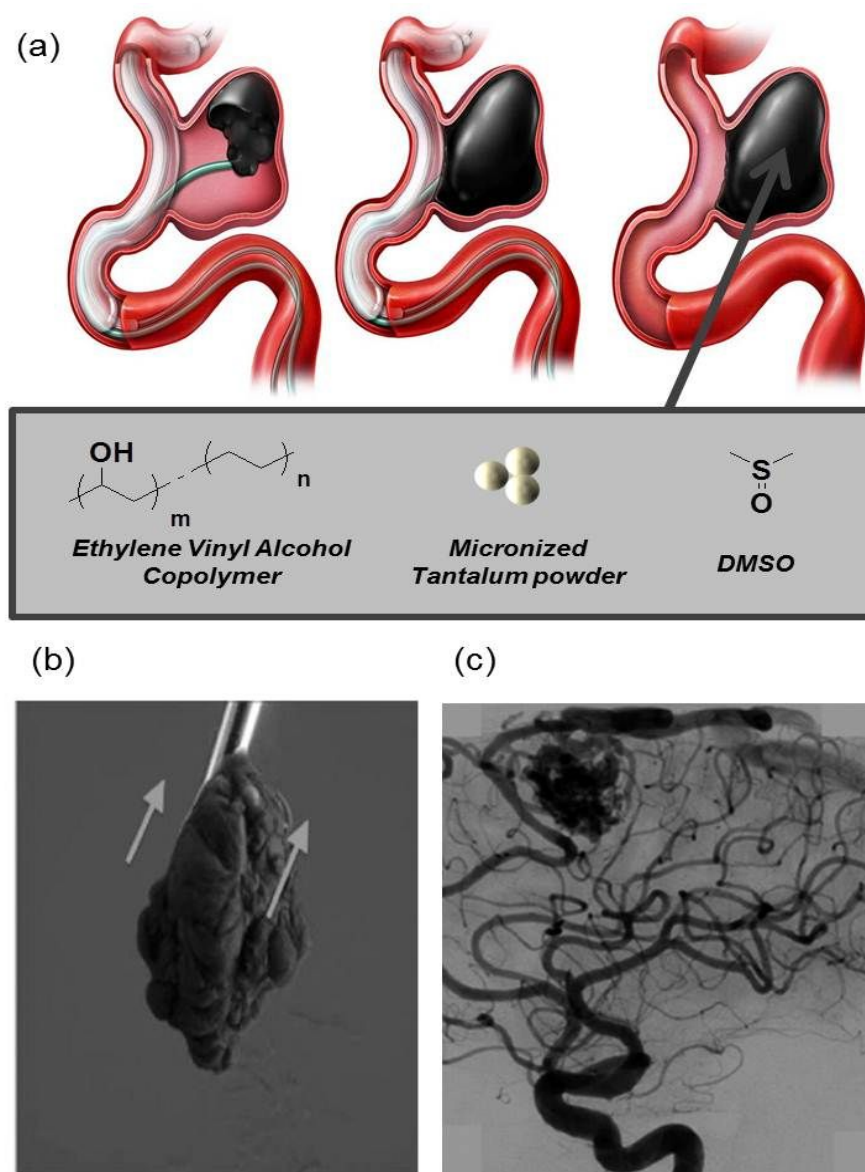 (a)
OH
m
n
S
O
Ethylene Vinyl Alcohol
Copolymer
Micronized
Tantalum powder
DMSO
(b)
(c)